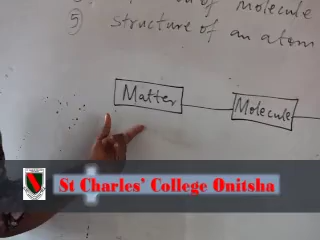 of Molecule
⑤ structure of an atom
Matter
Molecule
St Charles' College Onitsha